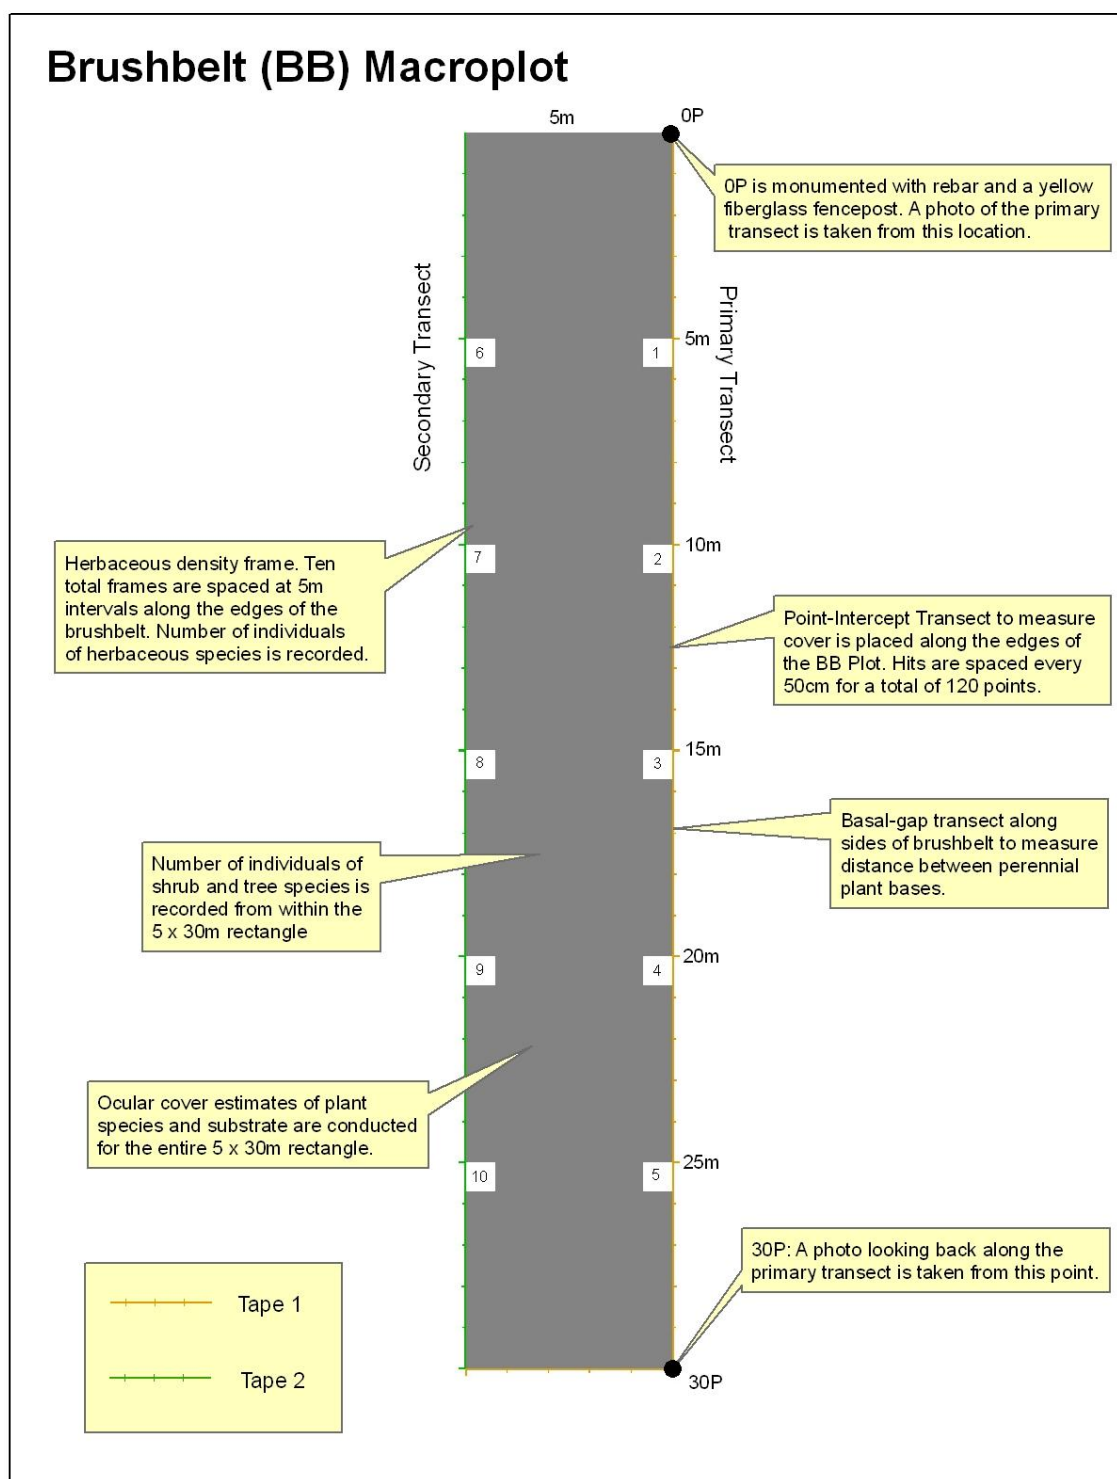 Brushbelt (BB) Macroplot
5m
0P
0P is monumented with rebar and a yellow
fiberglass fencepost. A photo of the primary
transect is taken from this location.
Secondary Transect
Primary Transect
5m
6
1
10m
7
2
Herbaceous density frame. Ten
total frames are spaced at 5m
intervals along the edges of the
brushbelt. Number of individuals
of herbaceous species is recorded.
Point-Intercept Transect to measure
cover is placed along the edges of
the BB Plot. Hits are spaced every
50cm for a total of 120 points.
15m
8
3
Basal-gap transect along
sides of brushbelt to measure
distance between perennial
plant bases.
Number of individuals of
shrub and tree species is
recorded from within the
5 x 30m rectangle
20m
9
4
Ocular cover estimates of plant
species and substrate are conducted
for the entire 5 x 30m rectangle.
25m
10
5
30P: A photo looking back along the
primary transect is taken from this point.
Tape 1
Tape 2
30P